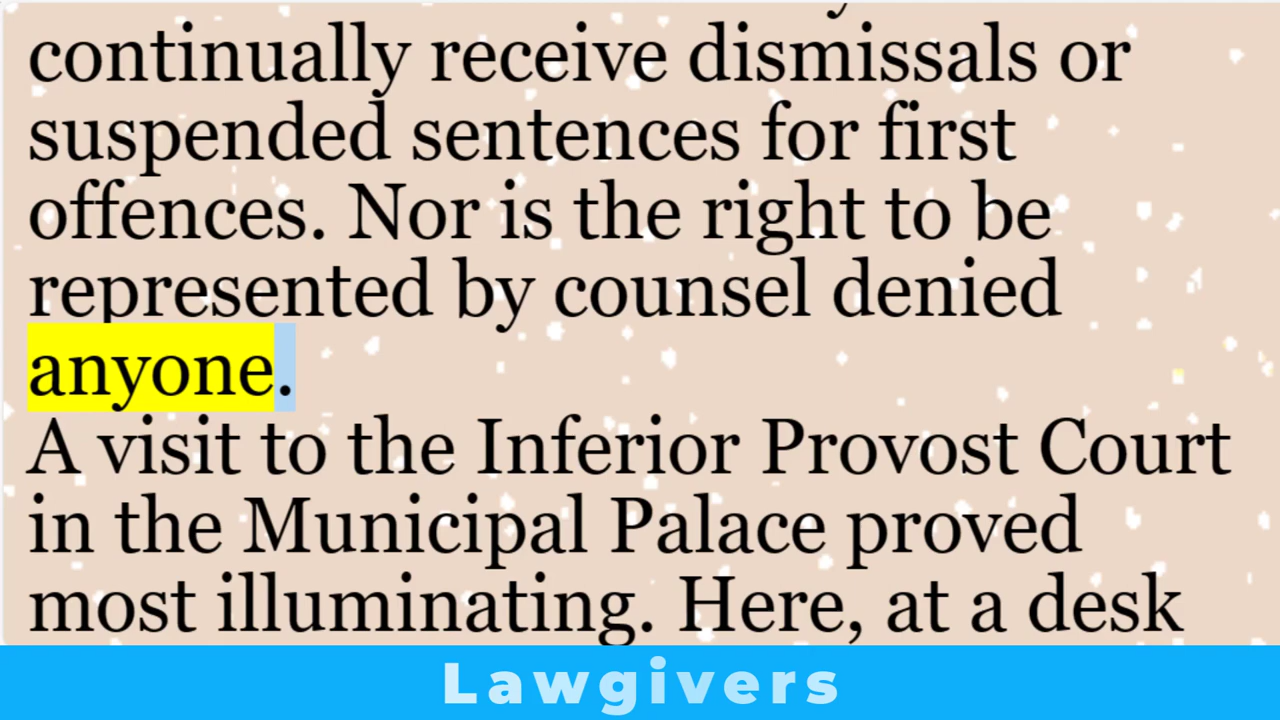 continually receive dismissals or
suspended sentences for first
offences. Nor is the right to be
represented by counsel denied
anyone.
A visit to the Inferior Provost Court
in the Municipal Palace proved
most illuminating. Here, at a desk
Lawgivers